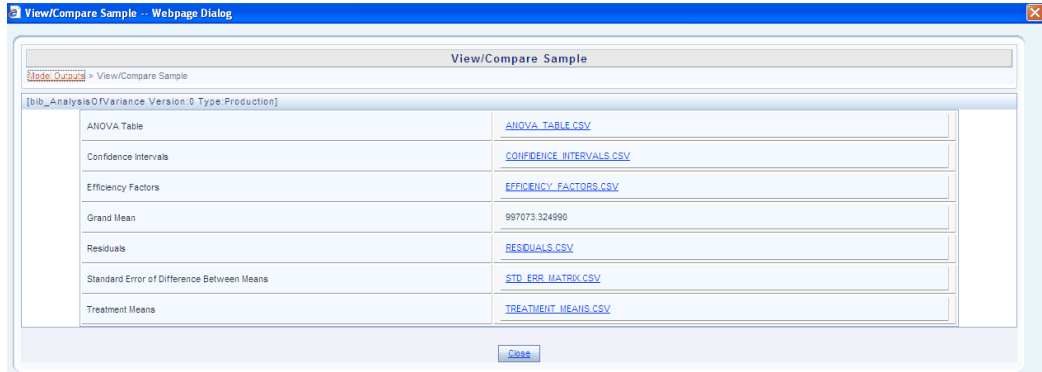 View/Compare Sample -- Webpage Dialog
View/Compare Sample
Model Outputs > View/Compare Sample
[bib_AnalysisOfVariance Version:0 Type:Production]
ANOVA Table ANOVA_TABLE.CSV
Confidence Intervals CONFIDENCE_INTERVALS.CSV
Efficiency Factors EFFICIENCY_FACTORS.CSV
Grand Mean 997073.324990
Residuals RESIDUALS.CSV
Standard Error of Difference Between Means STD_ERR_MATRIX.CSV
Treatment Means TREATMENT_MEANS.CSV
Close